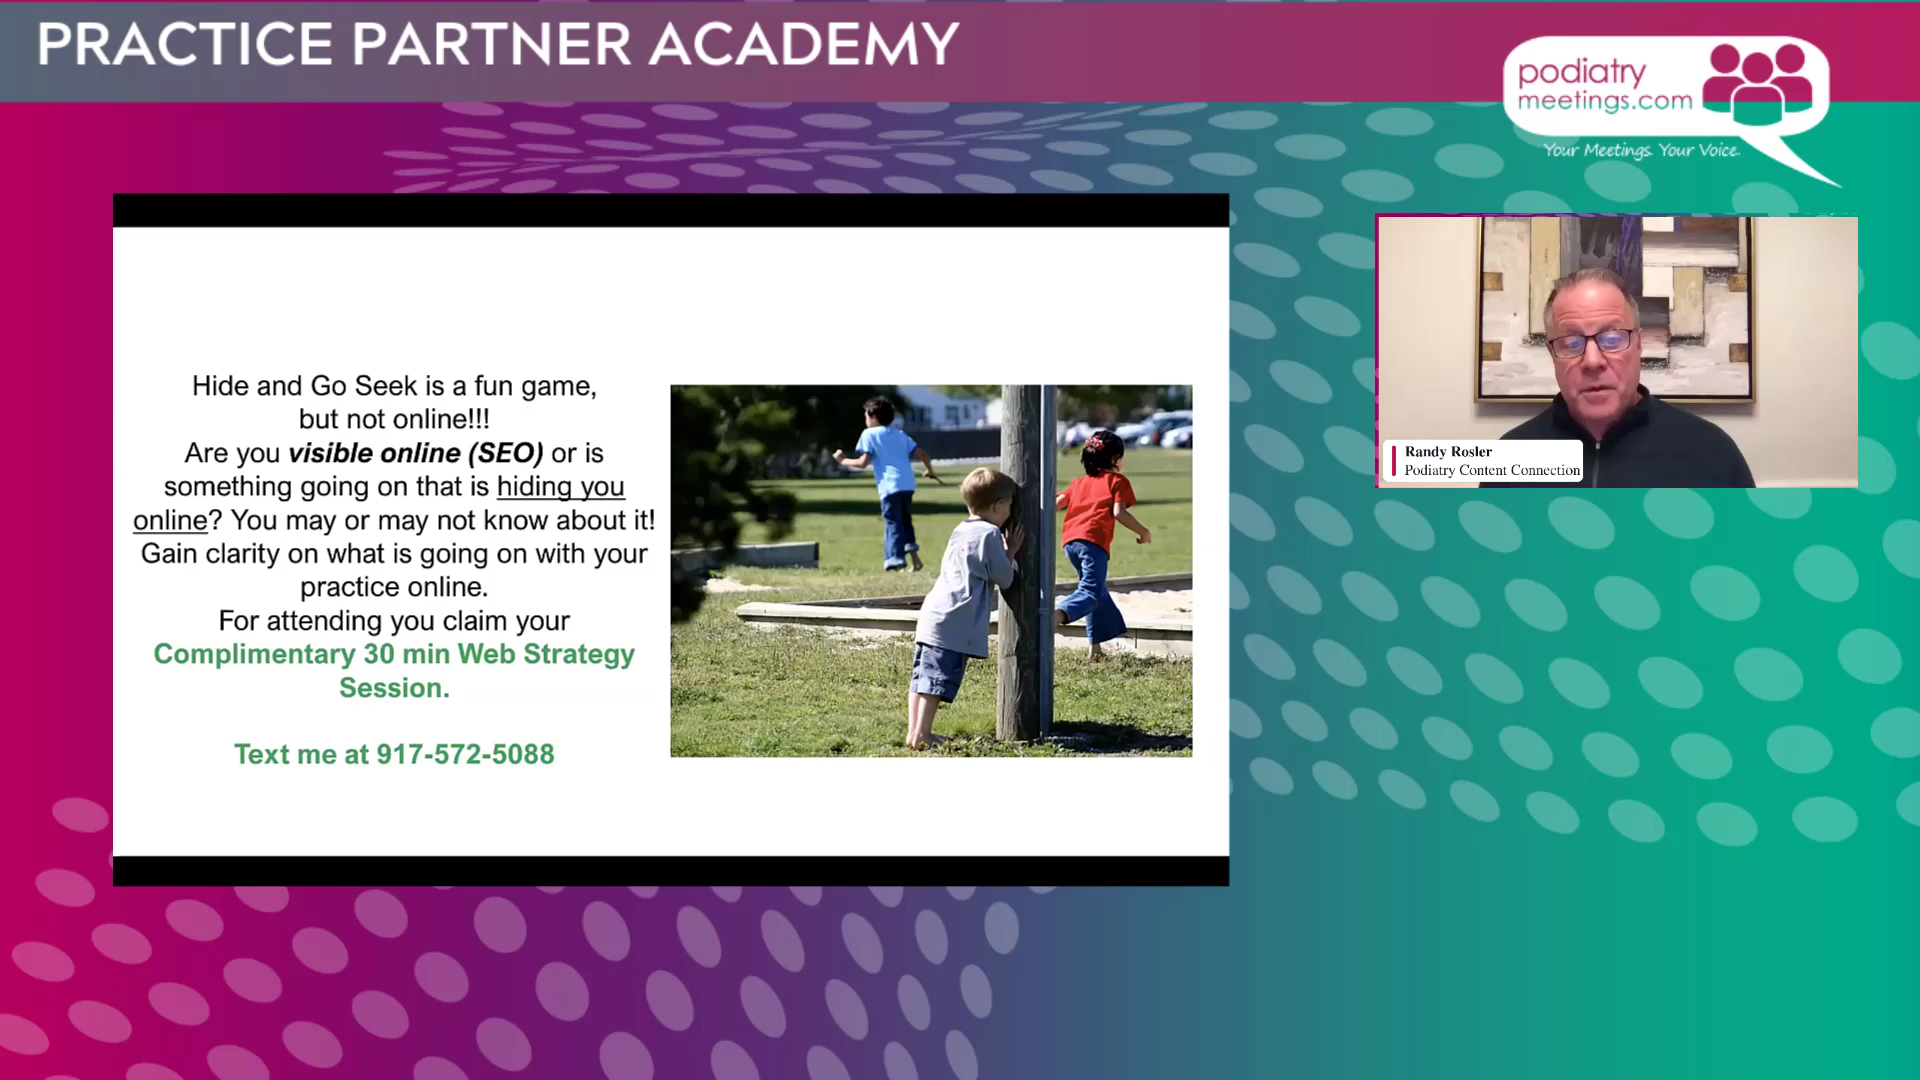 PRACTICE PARTNER ACADEMY
podiatry
meetings.com
Your Meetings. Your Voice.
Hide and Go Seek is a fun game,
but not online!!!
Are you visible online (SEO) or is
something going on that is hiding you
online? You may or may not know about it!
Gain clarity on what is going on with your
practice online.
For attending you claim your
Complimentary 30 min Web Strategy
Session.
Text me at 917-572-5088
Randy Rosler
Podiatry Content Connection